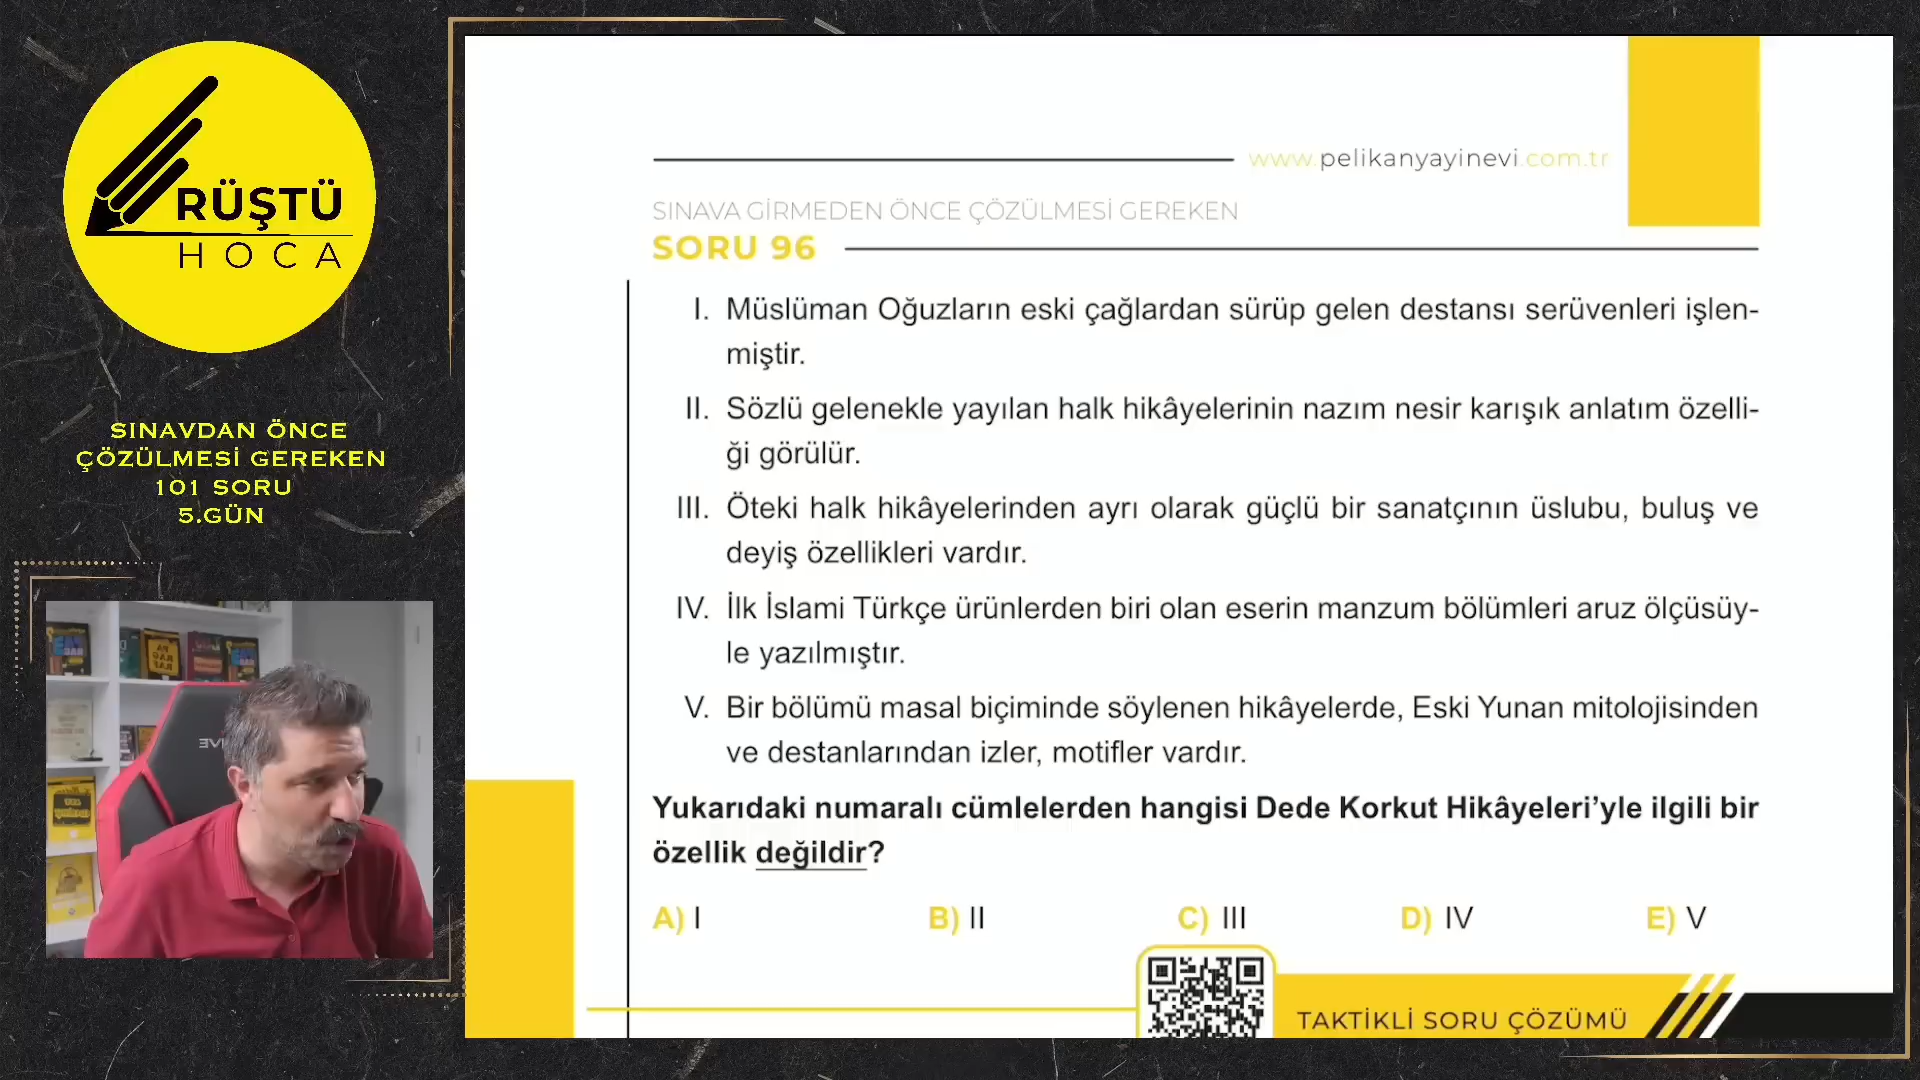 RÜŞTÜ
HOCA
SINAVDAN ÖNCE
ÇÖZÜLMESİ GEREKEN
101 SORU
5.GÜN
www.pelikanyayinevi.com.tr
SINAVA GİRMEDEN ÖNCE ÇÖZÜLMESİ GEREKEN
SORU 96
I. Müslüman Oğuzların eski çağlardan sürüp gelen destansı serüvenleri işlen-
miştir.
II. Sözlü gelenekle yayılan halk hikâyelerinin nazım nesir karışık anlatım özelli-
ği görülür.
III. Öteki halk hikâyelerinden ayrı olarak güçlü bir sanatçının üslubu, buluş ve
deyiş özellikleri vardır.
IV. İlk İslami Türkçe ürünlerden biri olan eserin manzum bölümleri aruz ölçüsüy-
le yazılmıştır.
V. Bir bölümü masal biçiminde söylenen hikâyelerde, Eski Yunan mitolojisinden
ve destanlarından izler, motifler vardır.
Yukarıdaki numaralı cümlelerden hangisi Dede Korkut Hikâyeleri’yle ilgili bir
özellik değildir?
A) I B) II C) III D) IV E) V
TAKTİKLİ SORU ÇÖZÜMÜ